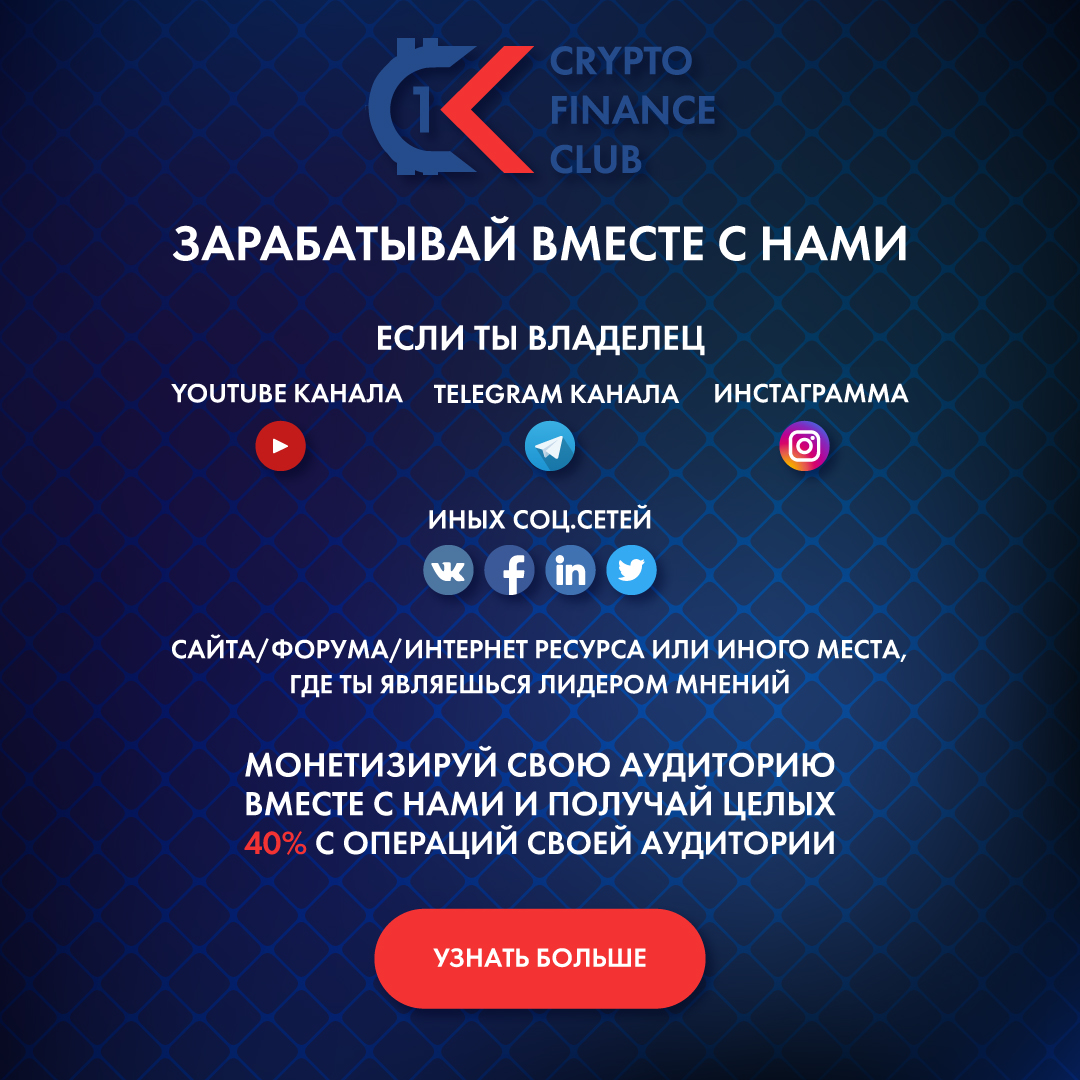 1K
CRYPTO
FINANCE
CLUB
ЗАРАБАТЫВАЙ ВМЕСТЕ С НАМИ
ЕСЛИ ТЫ ВЛАДЕЛЕЦ
YOUTUBE КАНАЛА TELEGRAM КАНАЛА ИНСТАГРАММА
ИНЫХ СОЦ.СЕТЕЙ
САЙТА/ФОРУМА/ИНТЕРНЕТ РЕСУРСА ИЛИ ИНОГО МЕСТА,
ГДЕ ТЫ ЯВЛЯЕШЬСЯ ЛИДЕРОМ МНЕНИЙ
МОНЕТИЗИРУЙ СВОЮ АУДИТОРИЮ
ВМЕСТЕ С НАМИ И ПОЛУЧАЙ ЦЕЛЫХ
40% С ОПЕРАЦИЙ СВОЕЙ АУДИТОРИИ
УЗНАТЬ БОЛЬШЕ